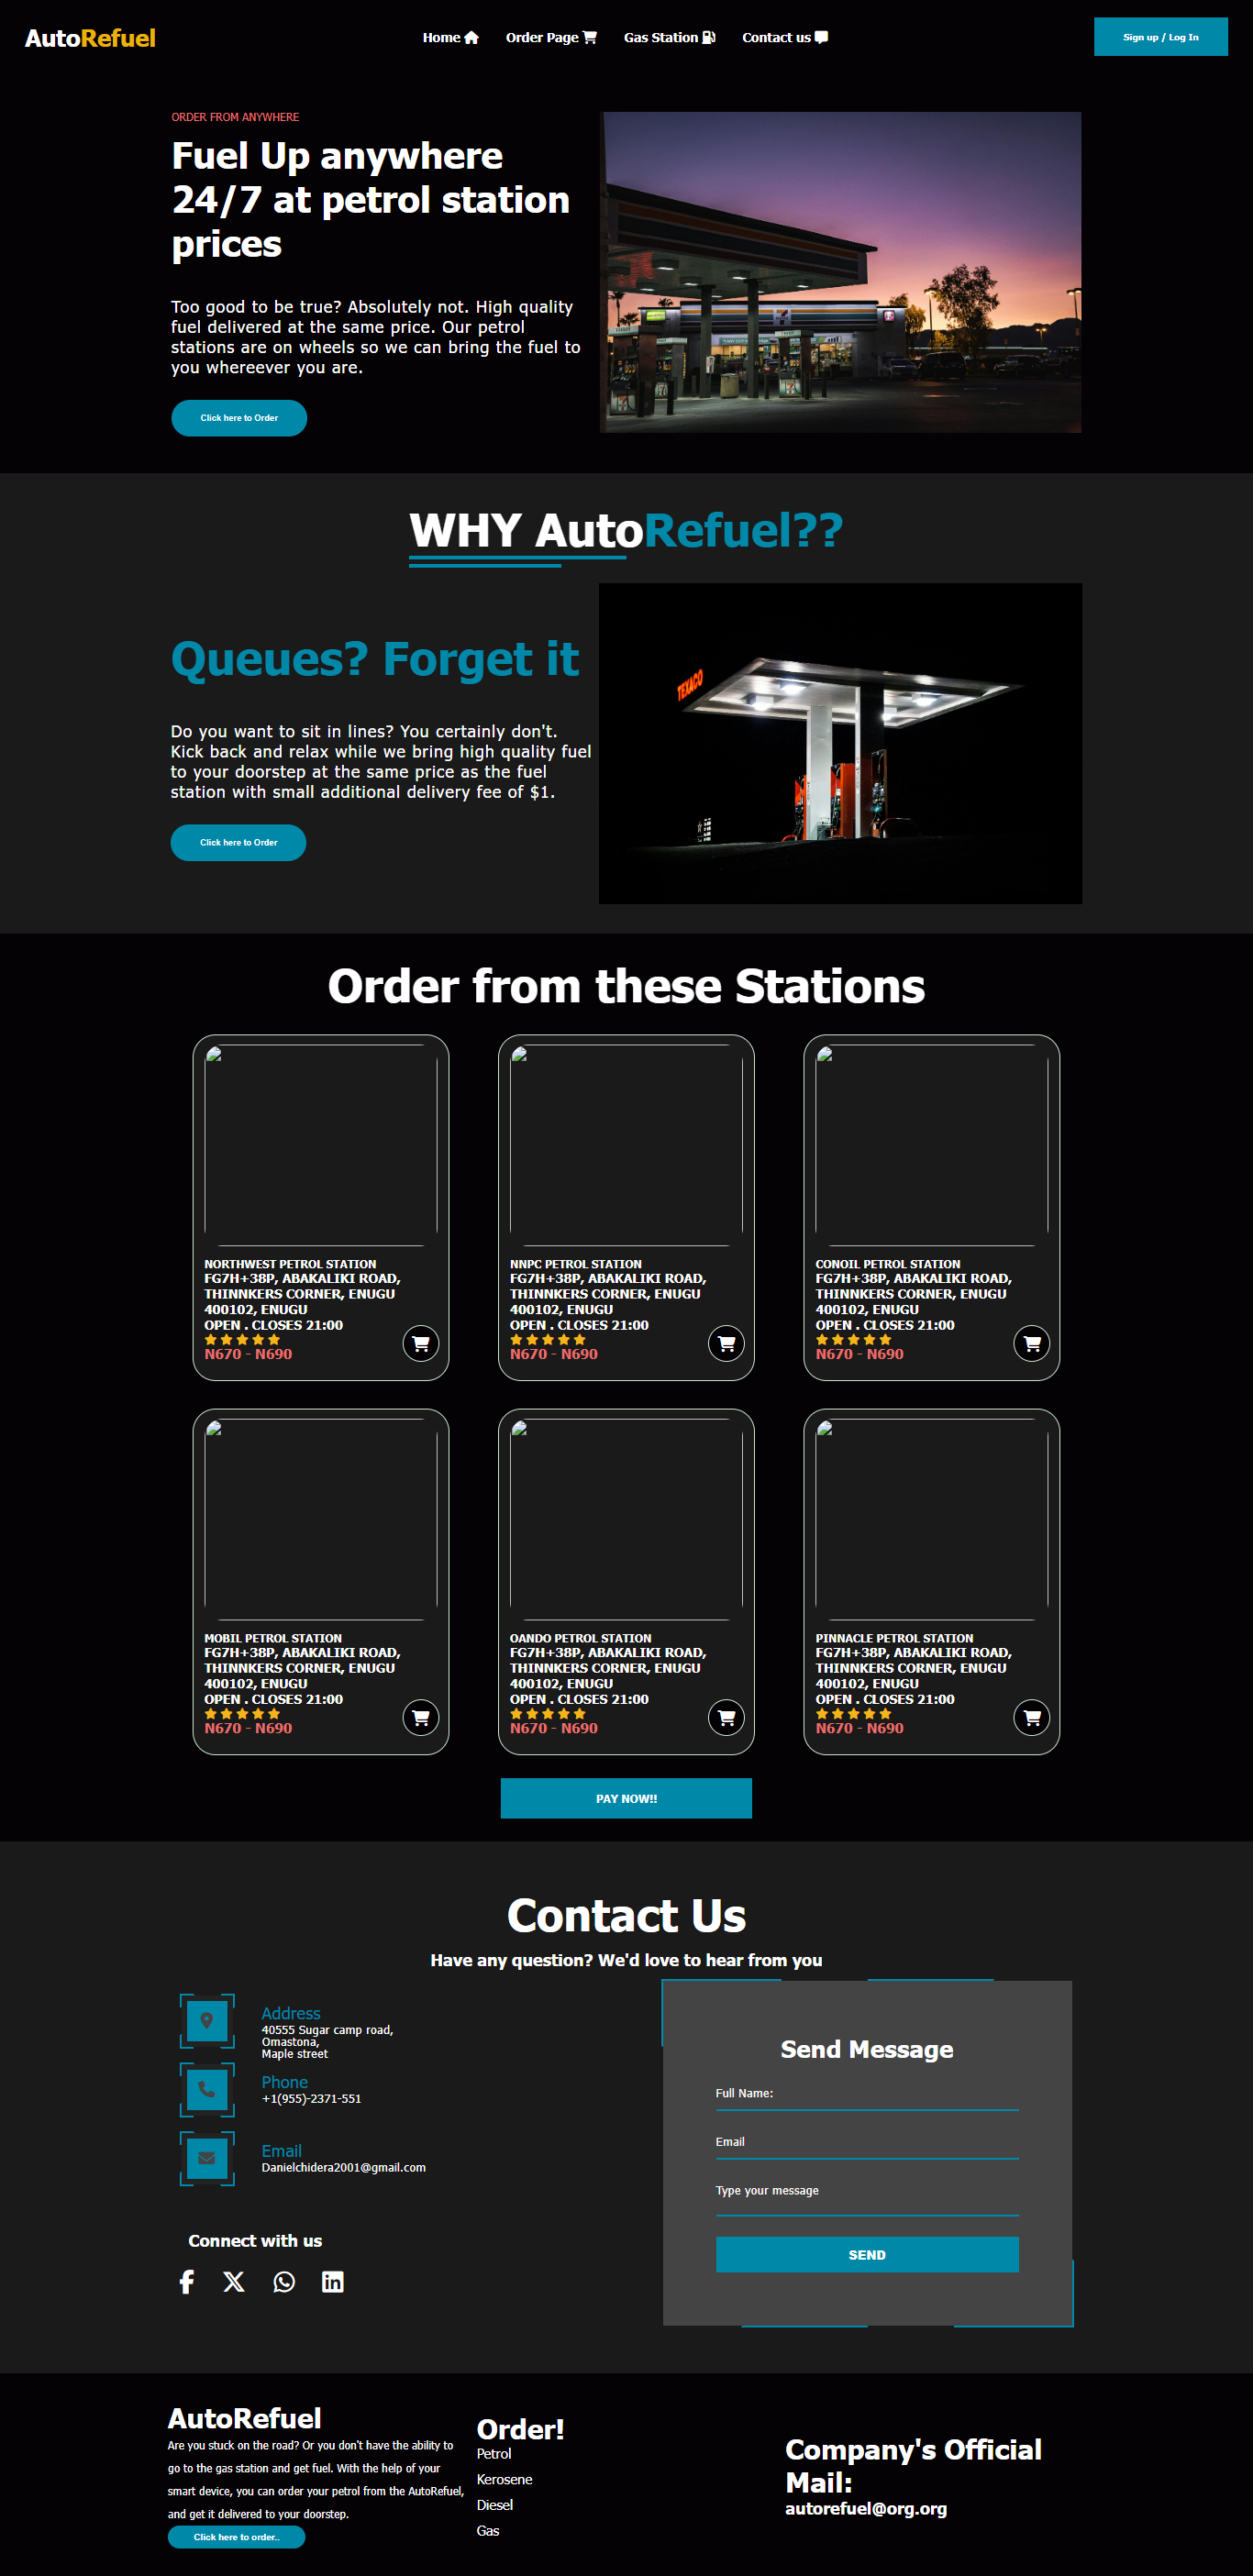 AutoRefuel
Home
Order Page
Gas Station
Contact us
Sign up / Log In
ORDER FROM ANYWHERE
Fuel Up anywhere
24/7 at petrol station
prices
Too good to be true? Absolutely not. High quality
fuel delivered at the same price. Our petrol
stations are on wheels so we can bring the fuel to
you whereever you are.
Click here to Order
WHY AutoRefuel??
Queues? Forget it
TEXACO
Do you want to sit in lines? You certainly don't.
Kick back and relax while we bring high quality fuel
to your doorstep at the same price as the fuel
station with small additional delivery fee of $1.
Click here to Order
Order from these Stations
NORTHWEST PETROL STATION
FG7H+38P, ABAKALIKI ROAD,
THINNKERS CORNER, ENUGU
400102, ENUGU
OPEN . CLOSES 21:00
N670 - N690
NNPC PETROL STATION
FG7H+38P, ABAKALIKI ROAD,
THINNKERS CORNER, ENUGU
400102, ENUGU
OPEN . CLOSES 21:00
N670 - N690
CONOIL PETROL STATION
FG7H+38P, ABAKALIKI ROAD,
THINNKERS CORNER, ENUGU
400102, ENUGU
OPEN . CLOSES 21:00
N670 - N690
MOBIL PETROL STATION
FG7H+38P, ABAKALIKI ROAD,
THINNKERS CORNER, ENUGU
400102, ENUGU
OPEN . CLOSES 21:00
N670 - N690
OANDO PETROL STATION
FG7H+38P, ABAKALIKI ROAD,
THINNKERS CORNER, ENUGU
400102, ENUGU
OPEN . CLOSES 21:00
N670 - N690
PINNACLE PETROL STATION
FG7H+38P, ABAKALIKI ROAD,
THINNKERS CORNER, ENUGU
400102, ENUGU
OPEN . CLOSES 21:00
N670 - N690
PAY NOW!!
Contact Us
Have any question? We'd love to hear from you
Address
40555 Sugar camp road,
Omastona,
Maple street
Phone
+1(955)-2371-551
Email
Danielchidera2001@gmail.com
Connect with us
Send Message
Full Name:
Email
Type your message
SEND
AutoRefuel
Are you stuck on the road? Or you don't have the ability to
go to the gas station and get fuel. With the help of your
smart device, you can order your petrol from the AutoRefuel,
and get it delivered to your doorstep.
Click here to order..
Order!
Petrol
Kerosene
Diesel
Gas
Company's Official
Mail:
autorefuel@org.org